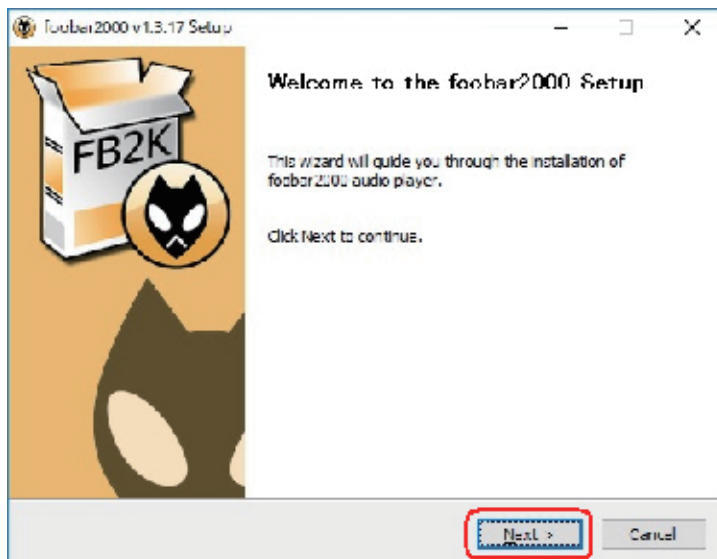 foobar2000 v1.3.17 Setup
FB2K
Welcome to the foobar2000 Setup
This wizard will guide you through the installation of
foobar2000 audio player.
Click Next to continue.
Next >
Cancel